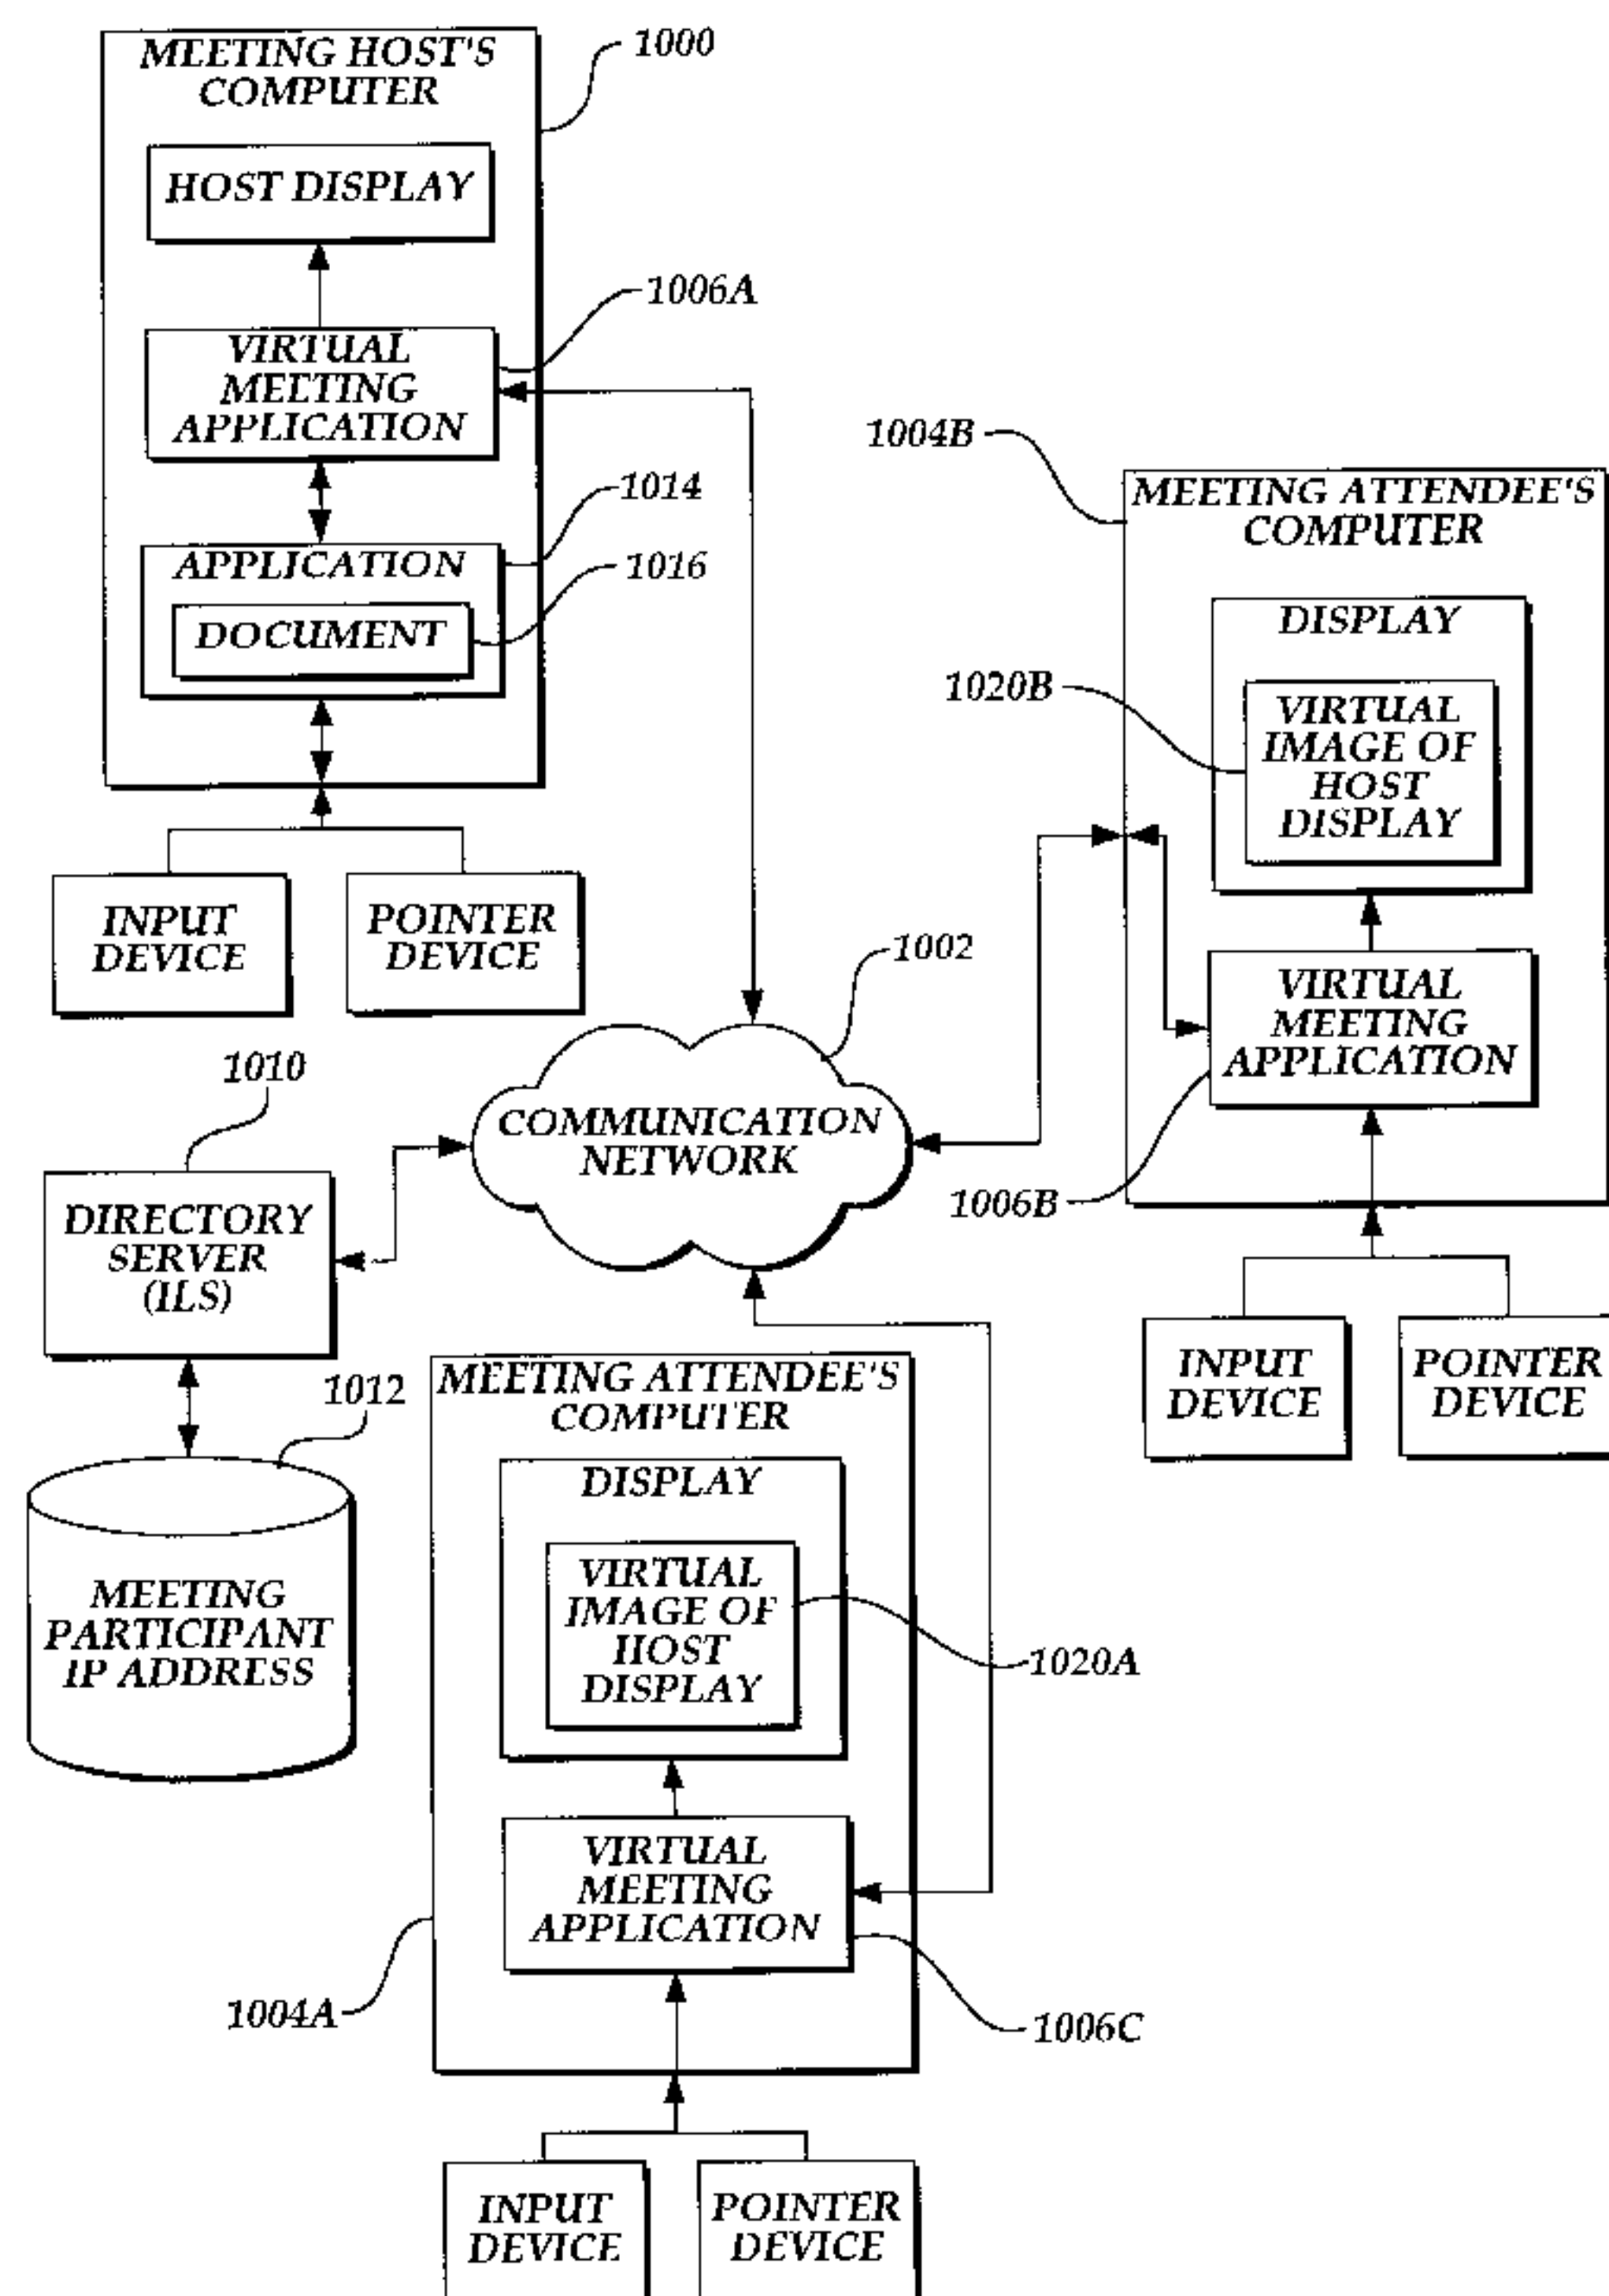 MEETING HOST'S
COMPUTER
1000
HOST DISPLAY
1006A
VIRTUAL
MEETING
APPLICATION
1014
APPLICATION
1016
DOCUMENT
INPUT
DEVICE
POINTER
DEVICE
1004B
MEETING ATTENDEE'S
COMPUTER
DISPLAY
1020B
VIRTUAL
IMAGE OF
HOST
DISPLAY
VIRTUAL
MEETING
APPLICATION
1006B
INPUT
DEVICE
POINTER
DEVICE
1002
COMMUNICATION
NETWORK
1010
DIRECTORY
SERVER
(ILS)
1012
MEETING
PARTICIPANT
IP ADDRESS
MEETING ATTENDEE'S
COMPUTER
DISPLAY
VIRTUAL
IMAGE OF
HOST
DISPLAY
1020A
VIRTUAL
MEETING
APPLICATION
1004A
1006C
INPUT
DEVICE
POINTER
DEVICE